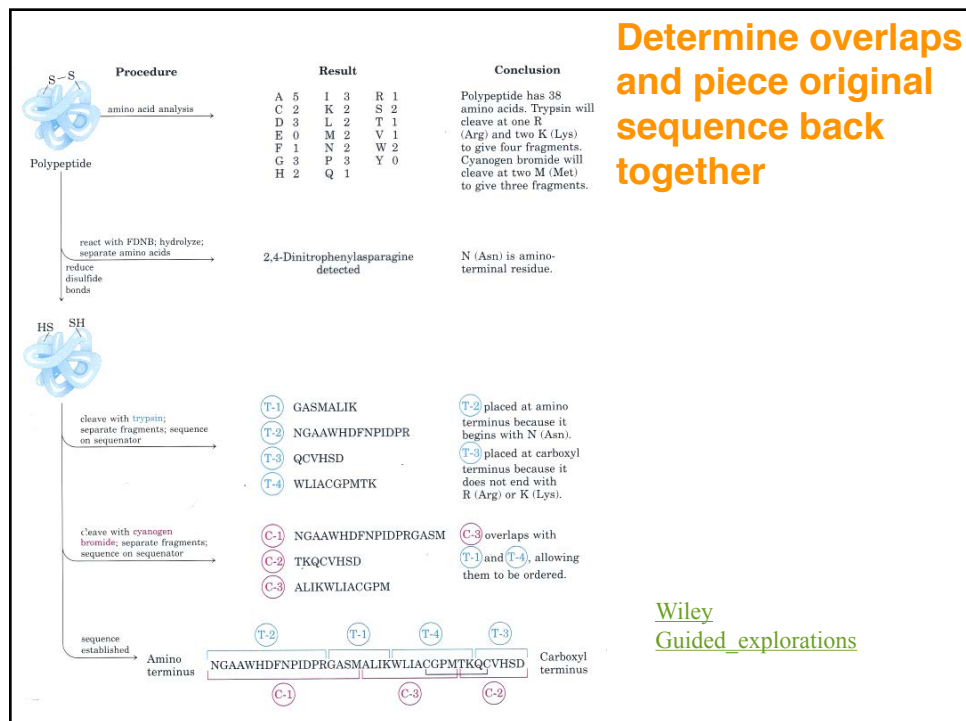 Determine overlaps
and piece original
sequence back
together
Procedure
Result
Conclusion
S–S
Polypeptide
amino acid analysis
A 5 I 3 R 1
C 2 K 2 S 2
D 3 L 2 T 1
E 0 M 2 V 1
F 1 N 2 W 2
G 3 P 3 Y 0
H 2 Q 1
Polypeptide has 38
amino acids. Trypsin will
cleave at one R
(Arg) and two K (Lys)
to give four fragments.
Cyanogen bromide will
cleave at two M (Met)
to give three fragments.
react with FDNB; hydrolyze;
separate amino acids
2,4-Dinitrophenylasparagine
detected
N (Asn) is amino-
terminal residue.
reduce
disulfide
bonds
HS SH
cleave with trypsin;
separate fragments; sequence
on sequenator
T-1 GASMALIK
T-2 NGAAWHDFNPIDPR
T-3 QCVHSD
T-4 WLIACGPMTK
T-2 placed at amino
terminus because it
begins with N (Asn).
T-3 placed at carboxyl
terminus because it
does not end with
R (Arg) or K (Lys).
cleave with cyanogen
bromide; separate fragments;
sequence on sequenator
C-1 NGAAWHDFNPIDPRGASM
C-2 TKQCVHSD
C-3 ALIKWLIACGPM
C-3 overlaps with
T-1 and T-4, allowing
them to be ordered.
Wiley
Guided_explorations
sequence
established
T-2 T-1 T-4 T-3
Amino
terminus
NGAAWHDFNPIDPRGASMALIKWLIACGPMTKQCVHSD
Carboxyl
terminus
C-1 C-3 C-2